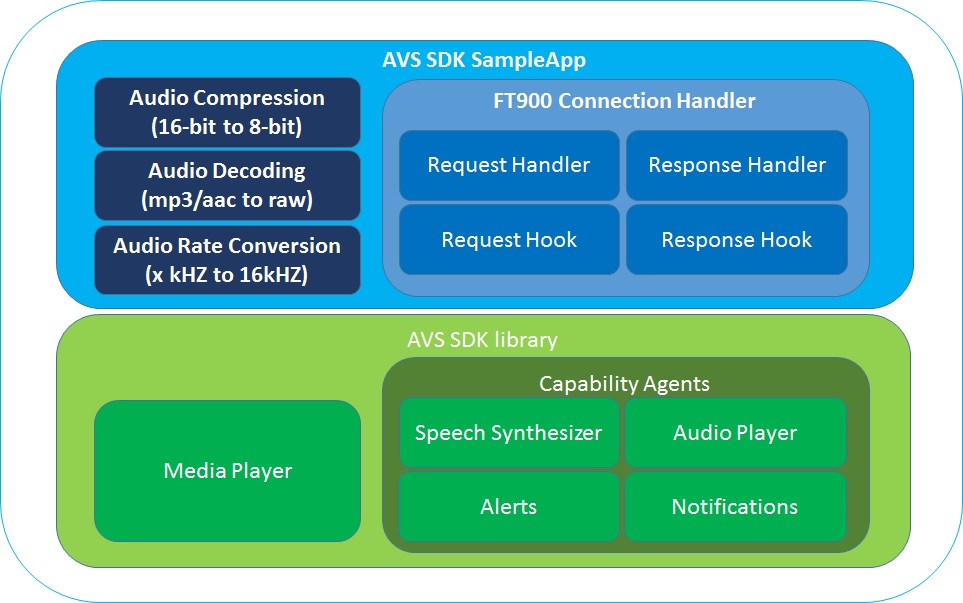 AVS SDK SampleApp
Audio Compression
(16-bit to 8-bit)
Audio Decoding
(mp3/aac to raw)
Audio Rate Conversion
(x kHZ to 16kHZ)
FT900 Connection Handler
Request Handler
Response Handler
Request Hook
Response Hook
AVS SDK library
Media Player
Capability Agents
Speech Synthesizer
Audio Player
Alerts
Notifications